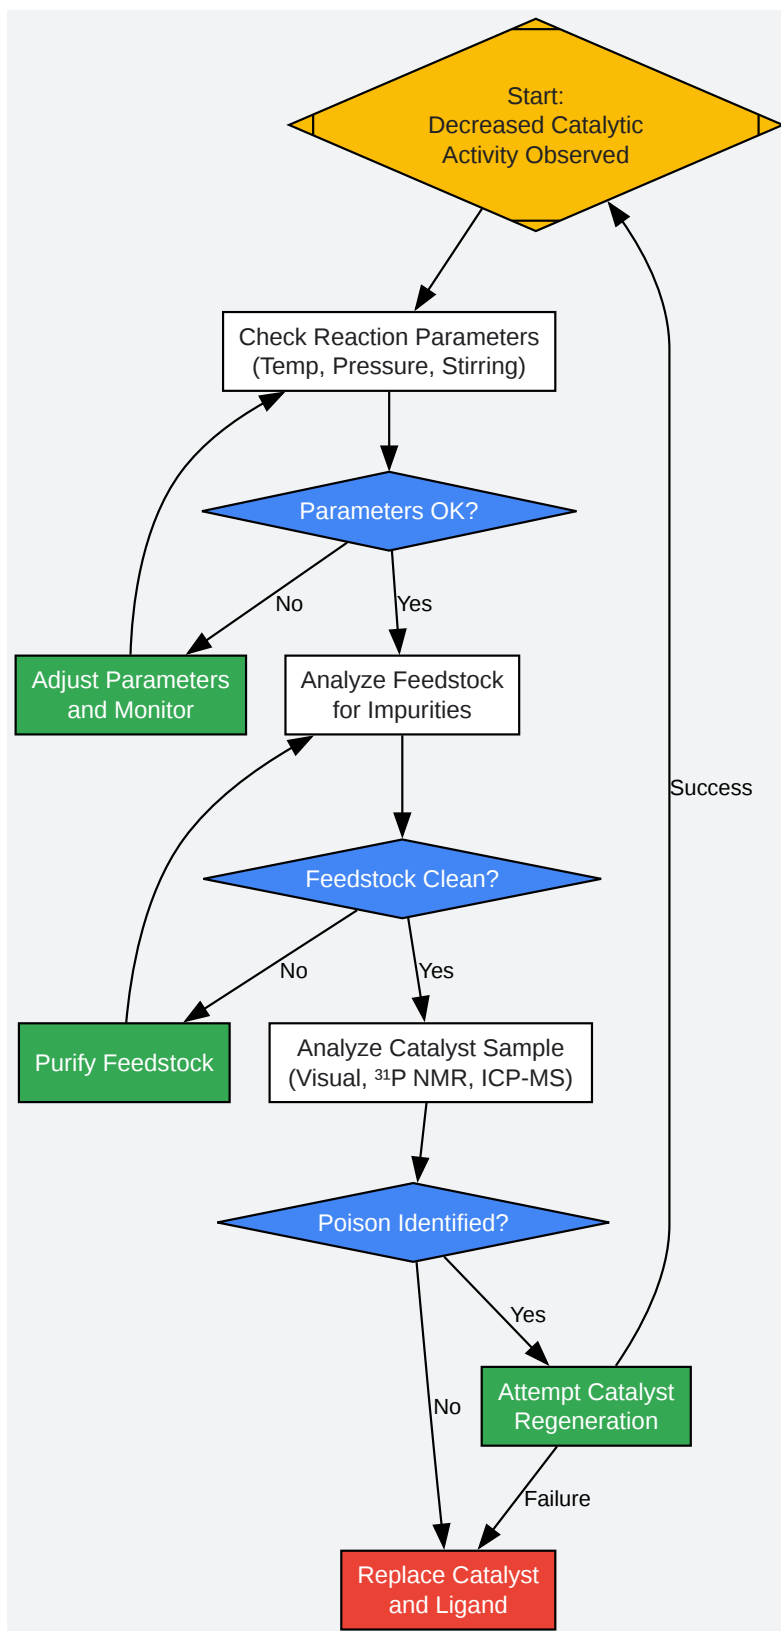 Start:
Decreased Catalytic
Activity Observed
Check Reaction Parameters
(Temp, Pressure, Stirring)
Parameters OK?
No
Yes
Adjust Parameters
and Monitor
Analyze Feedstock
for Impurities
Success
Feedstock Clean?
No
Yes
Purify Feedstock
Analyze Catalyst Sample
(Visual, ³¹P NMR, ICP-MS)
Poison Identified?
Yes
Attempt Catalyst
Regeneration
No
Failure
Replace Catalyst
and Ligand